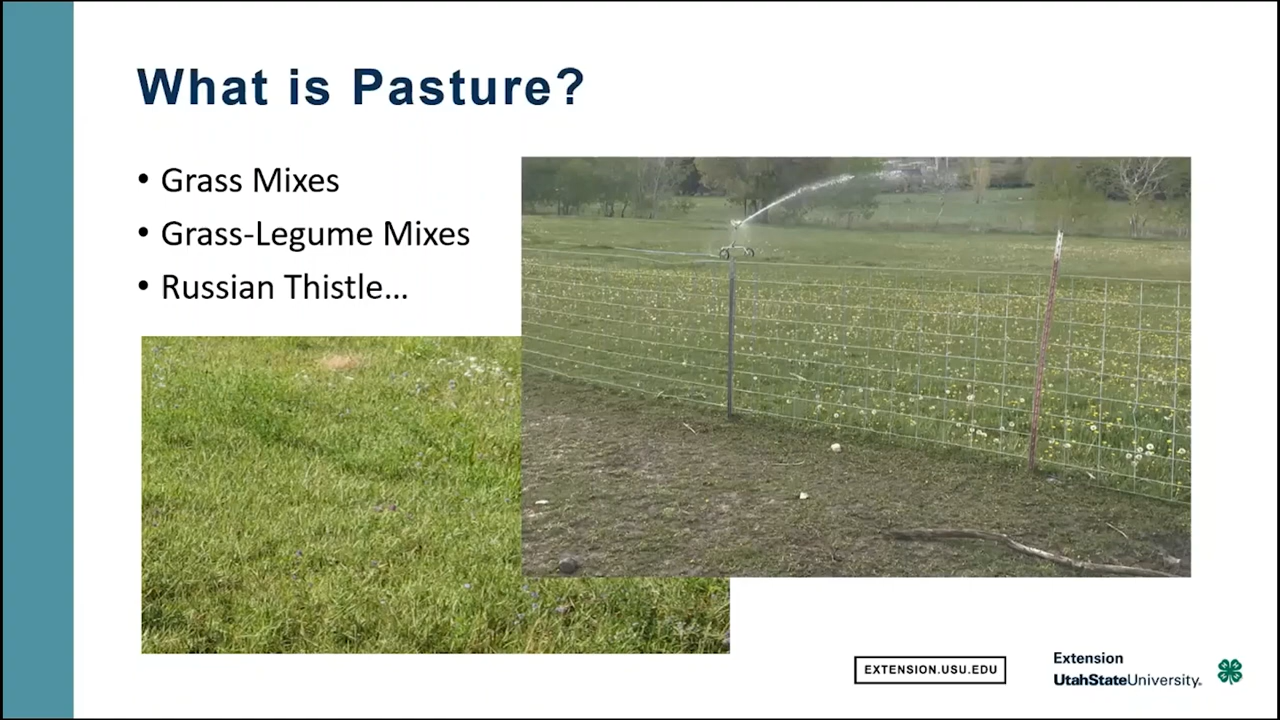 What is Pasture?
• Grass Mixes
• Grass-Legume Mixes
• Russian Thistle...
EXTENSION.USU.EDU
Extension
UtahStateUniversity.